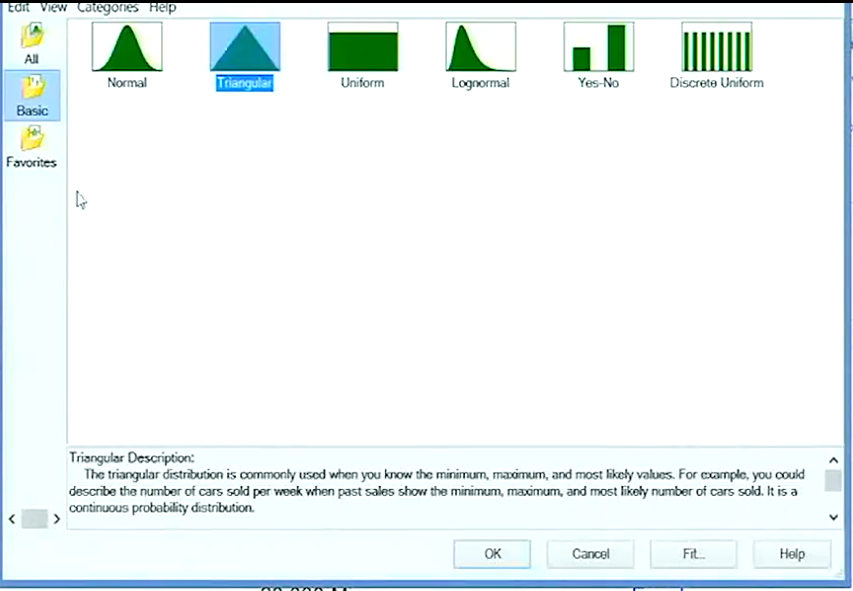 Edit View Categories Help
All
Basic
Favorites
Normal
Triangular
Uniform
Lognormal
Yes-No
Discrete Uniform
Triangular Description:
The triangular distribution is commonly used when you know the minimum, maximum, and most likely values. For example, you could
describe the number of cars sold per week when past sales show the minimum, maximum, and most likely number of cars sold. It is a
continuous probability distribution.
OK
Cancel
Fit...
Help